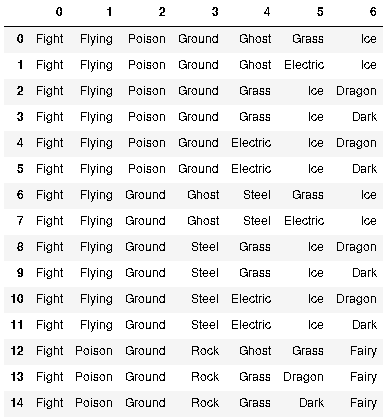 0 1 2 3 4 5 6
0 Fight Flying Poison Ground Ghost Grass Ice
1 Fight Flying Poison Ground Ghost Electric Ice
2 Fight Flying Poison Ground Grass Ice Dragon
3 Fight Flying Poison Ground Grass Ice Dark
4 Fight Flying Poison Ground Electric Ice Dragon
5 Fight Flying Poison Ground Electric Ice Dark
6 Fight Flying Ground Ghost Steel Grass Ice
7 Fight Flying Ground Ghost Steel Electric Ice
8 Fight Flying Ground Steel Grass Ice Dragon
9 Fight Flying Ground Steel Grass Ice Dark
10 Fight Flying Ground Steel Electric Ice Dragon
11 Fight Flying Ground Steel Electric Ice Dark
12 Fight Poison Ground Rock Ghost Grass Fairy
13 Fight Poison Ground Rock Grass Dragon Fairy
14 Fight Poison Ground Rock Grass Dark Fairy